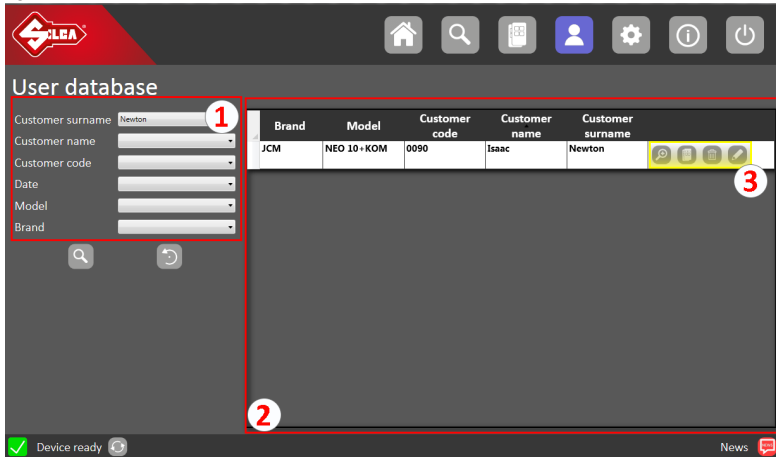 SILCA
User database
Customer surname Newton 1
Customer name
Customer code
Date
Model
Brand
Brand Model Customer code Customer name Customer surname
JCM NEO 10+KOM 0090 Isaac Newton
3
2
Device ready
News